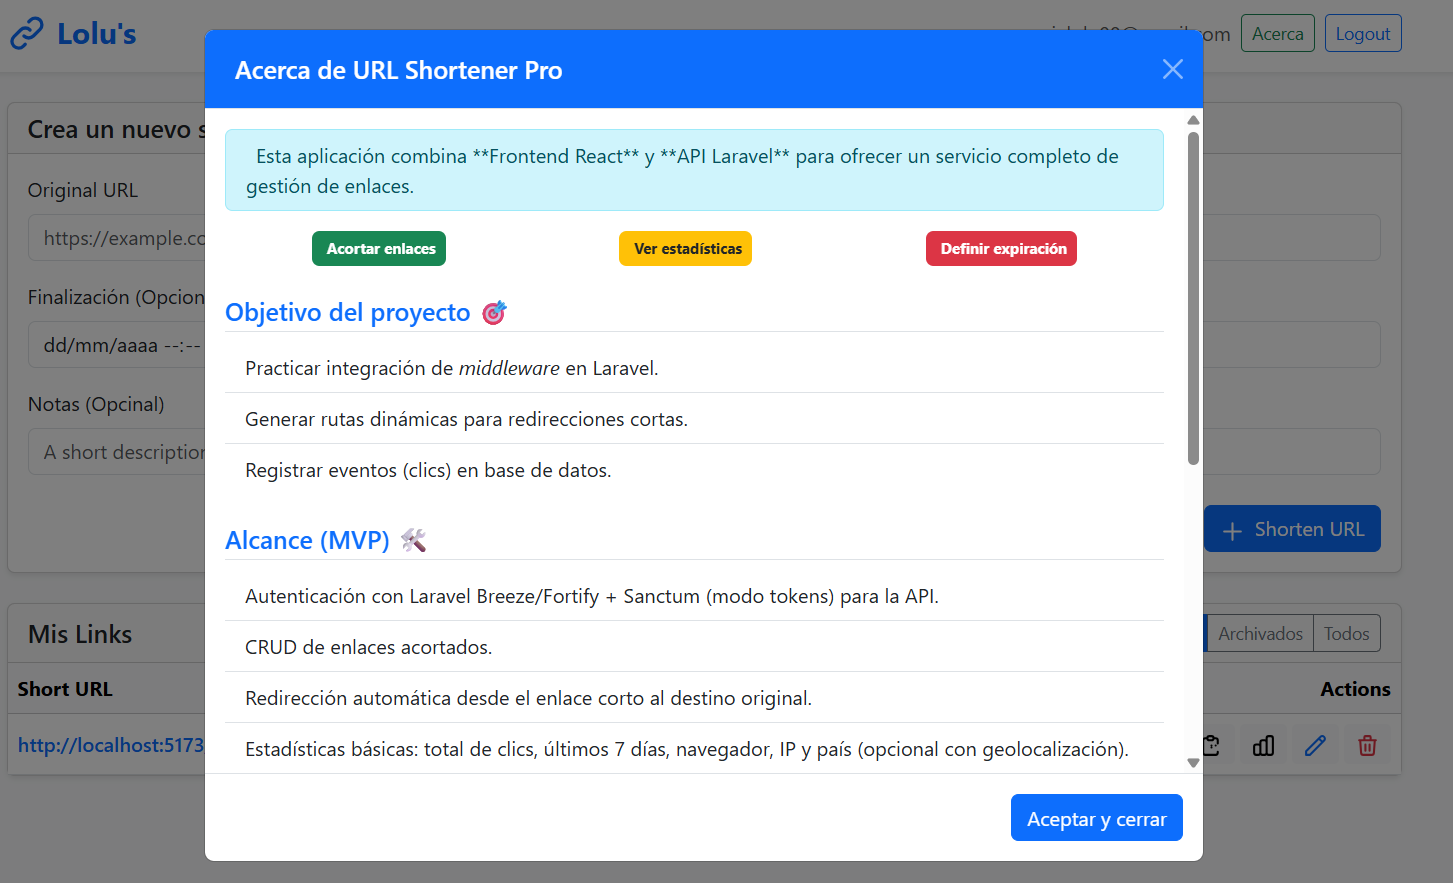 Lolu's
Acerca
Logout
Acerca de URL Shortener Pro
Crea un nuevo s
Esta aplicación combina **Frontend React** y **API Laravel** para ofrecer un servicio completo de
gestión de enlaces.
Original URL
https://example.co
Acortar enlaces
Ver estadísticas
Definir expiración
Finalización (Opcion
dd/mm/aaaa --:--
Objetivo del proyecto
Practicar integración de middleware en Laravel.
Generar rutas dinámicas para redirecciones cortas.
Registrar eventos (clics) en base de datos.
Notas (Opcinal)
A short description
Alcance (MVP)
Shorten URL
Autenticación con Laravel Breeze/Fortify + Sanctum (modo tokens) para la API.
CRUD de enlaces acortados.
Redirección automática desde el enlace corto al destino original.
Estadísticas básicas: total de clics, últimos 7 días, navegador, IP y país (opcional con geolocalización).
Mis Links
Archivados
Todos
Short URL
Actions
http://localhost:5173
Aceptar y cerrar